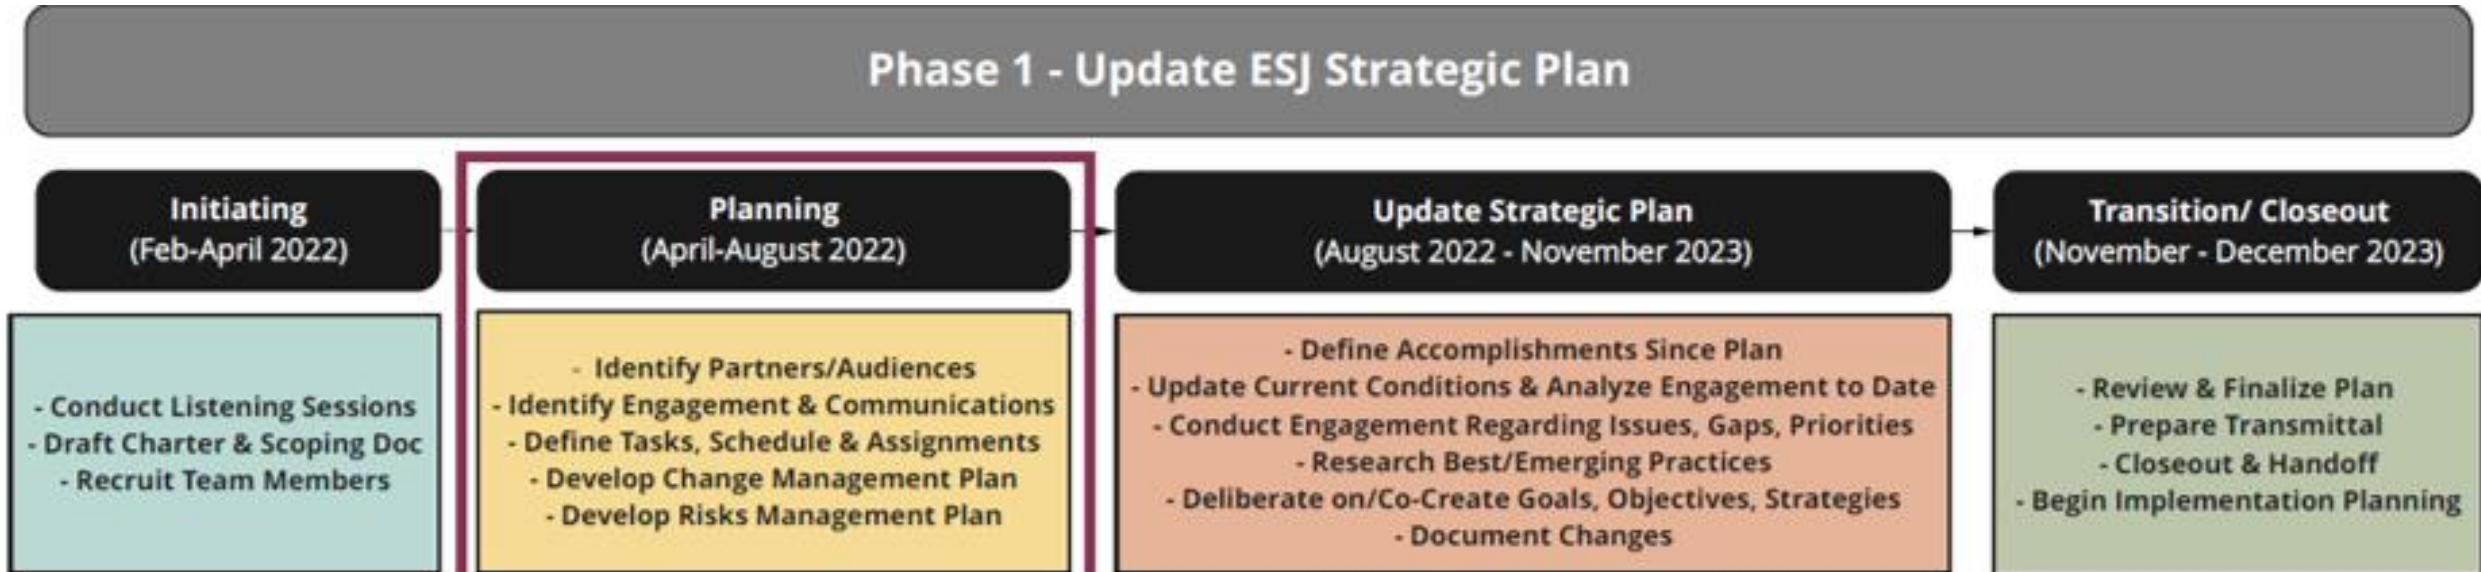 Phase 1 - Update ESJ Strategic Plan
Initiating
(Feb-April 2022)
- Conduct Listening Sessions
- Draft Charter & Scoping Doc
- Recruit Team Members
Planning
(April-August 2022)
- Identify Partners/Audiences
- Identify Engagement & Communications
- Define Tasks, Schedule & Assignments
- Develop Change Management Plan
- Develop Risks Management Plan
Update Strategic Plan
(August 2022 - November 2023)
- Define Accomplishments Since Plan
- Update Current Conditions & Analyze Engagement to Date
- Conduct Engagement Regarding Issues, Gaps, Priorities
- Research Best/Emerging Practices
- Deliberate on/Co-Create Goals, Objectives, Strategies
- Document Changes
Transition/ Closeout
(November - December 2023)
- Review & Finalize Plan
- Prepare Transmittal
- Closeout & Handoff
- Begin Implementation Planning